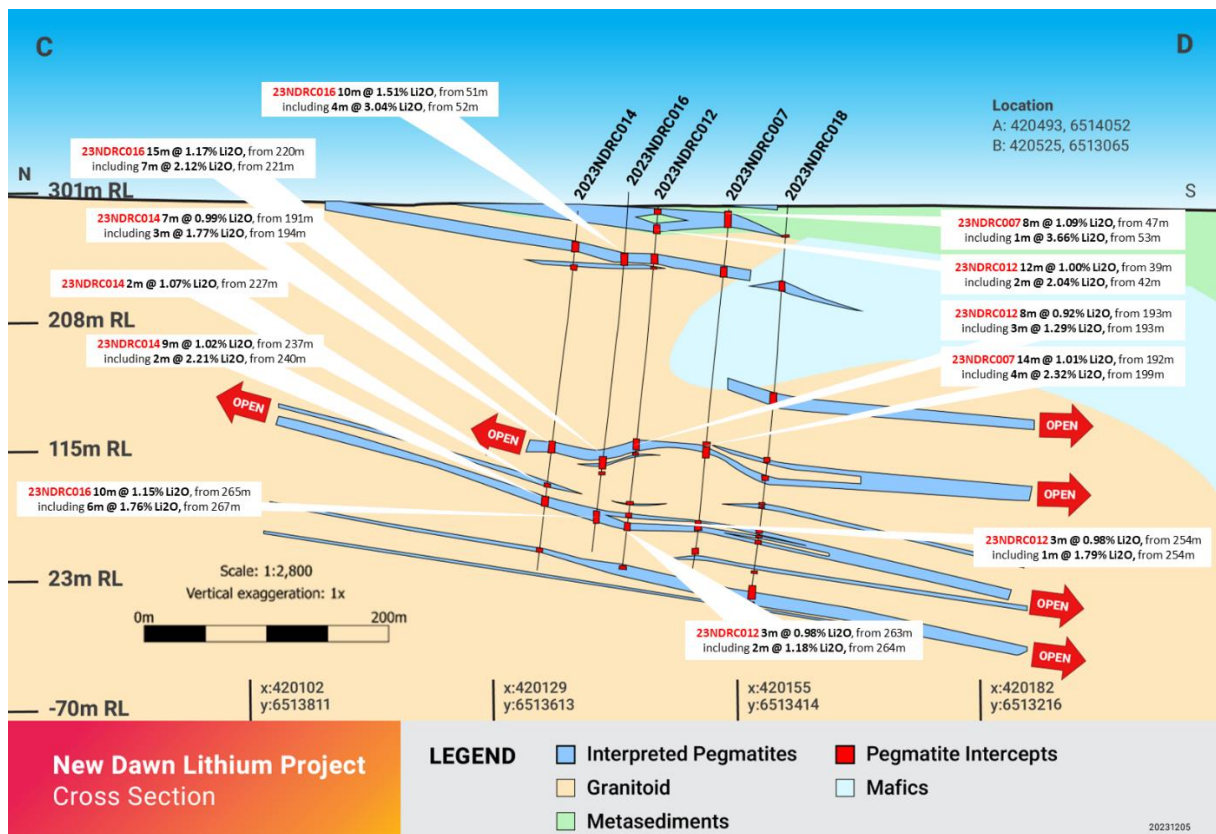 C
D
Location
A: 420493, 6514052
B: 420525, 6513065
N
S
2023NDRC014
2023NDRC016
2023NDRC012
2023NDRC007
2023NDRC018
23NDRC016 10m @ 1.51% Li2O, from 51m
including 4m @ 3.04% Li2O, from 52m
23NDRC016 15m @ 1.17% Li2O, from 220m
including 7m @ 2.12% Li2O, from 221m
23NDRC014 7m @ 0.99% Li2O, from 191m
including 3m @ 1.77% Li2O, from 194m
23NDRC014 2m @ 1.07% Li2O, from 227m
23NDRC014 9m @ 1.02% Li2O, from 237m
including 2m @ 2.21% Li2O, from 240m
23NDRC016 10m @ 1.15% Li2O, from 265m
including 6m @ 1.76% Li2O, from 267m
23NDRC007 8m @ 1.09% Li2O, from 47m
including 1m @ 3.66% Li2O, from 53m
23NDRC012 12m @ 1.00% Li2O, from 39m
including 2m @ 2.04% Li2O, from 42m
23NDRC012 8m @ 0.92% Li2O, from 193m
including 3m @ 1.29% Li2O, from 193m
23NDRC007 14m @ 1.01% Li2O, from 192m
including 4m @ 2.32% Li2O, from 199m
23NDRC012 3m @ 0.98% Li2O, from 254m
including 1m @ 1.79% Li2O, from 254m
23NDRC012 3m @ 0.98% Li2O, from 263m
including 2m @ 1.18% Li2O, from 264m
301m RL
208m RL
115m RL
23m RL
-70m RL
OPEN
OPEN
OPEN
OPEN
OPEN
OPEN
Scale: 1:2,800
Vertical exaggeration: 1x
0m
200m
x:420102
y:6513811
x:420129
y:6513613
x:420155
y:6513414
x:420182
y:6513216
New Dawn Lithium Project
Cross Section
LEGEND
Interpreted Pegmatites
Pegmatite Intercepts
Granitoid
Mafics
Metasediments
20231205